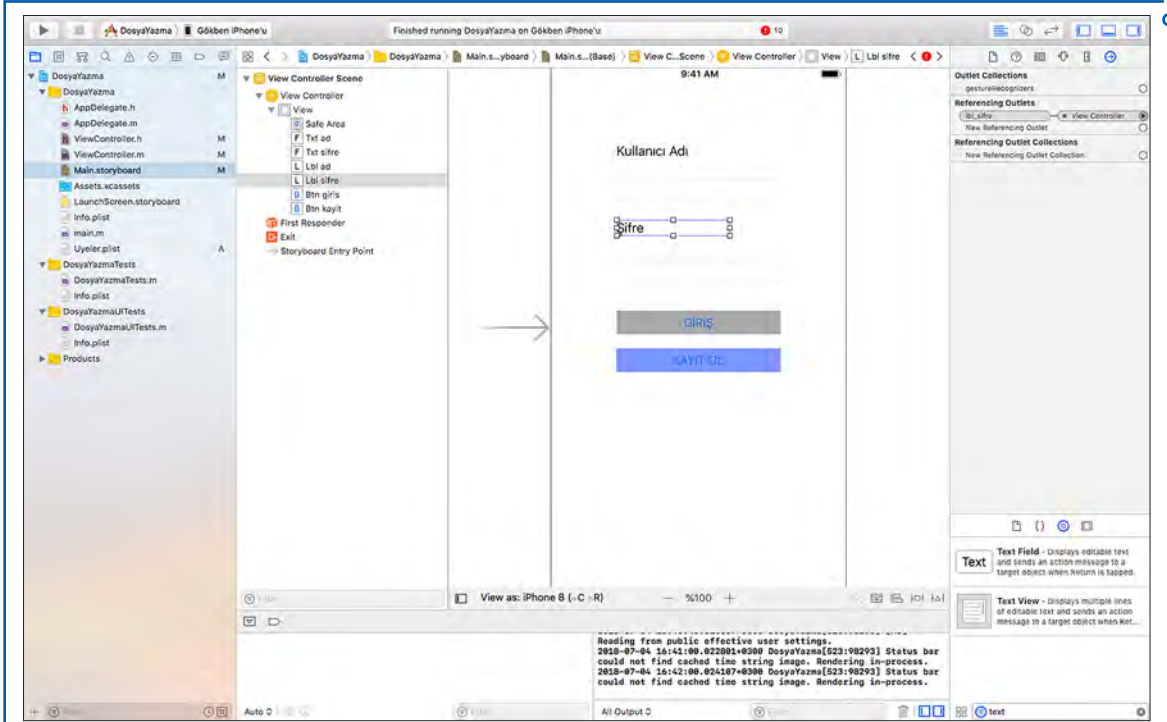 DosyaYazma
Gökben iPhone'u
Finished running DosyaYazma on Gökben iPhone'u
10
DosyaYazma
DosyaYazma
Main.s...yboard
Main.s...(Base)
View C...Scene
View Controller
View
L
Lbl sifre
DosyaYazma M
DosyaYazma
AppDelegate.h
AppDelegate.m
ViewController.h M
ViewController.m M
Main.storyboard M
Assets.xcassets
LaunchScreen.storyboard
Info.plist
main.m
Uyeler.plist A
DosyaYazmaTests
DosyaYazmaTests.m
Info.plist
DosyaYazmaUITests
DosyaYazmaUITests.m
Info.plist
Products
View Controller Scene
View Controller
View
Safe Area
F Txt ad
F Txt sifre
L Lbl ad
L Lbl sifre
B Btn giris
B Btn kayit
First Responder
Exit
Storyboard Entry Point
9:41 AM
Kullanıcı Adı
Şifre
GİRİŞ
KAYIT OL
View as: iPhone 8 (wC hR)
%100
Outlet Collections
gestureRecognizers
Referencing Outlets
lbl_sifre
View Controller
New Referencing Outlet
Referencing Outlet Collections
New Referencing Outlet Collection
Text
Text Field - Displays editable text
and sends an action message to a
target object when Return is tapped.
Text View - Displays multiple lines
of editable text and sends an action
message to a target object when Ret...
Reading from public effective user settings.
2018-07-04 16:41:00.022801+0300 DosyaYazma[523:98293] Status bar
could not find cached time string image. Rendering in-process.
2018-07-04 16:42:00.024107+0300 DosyaYazma[523:98293] Status bar
could not find cached time string image. Rendering in-process.
Filter
Auto
Filter
All Output
Filter
text